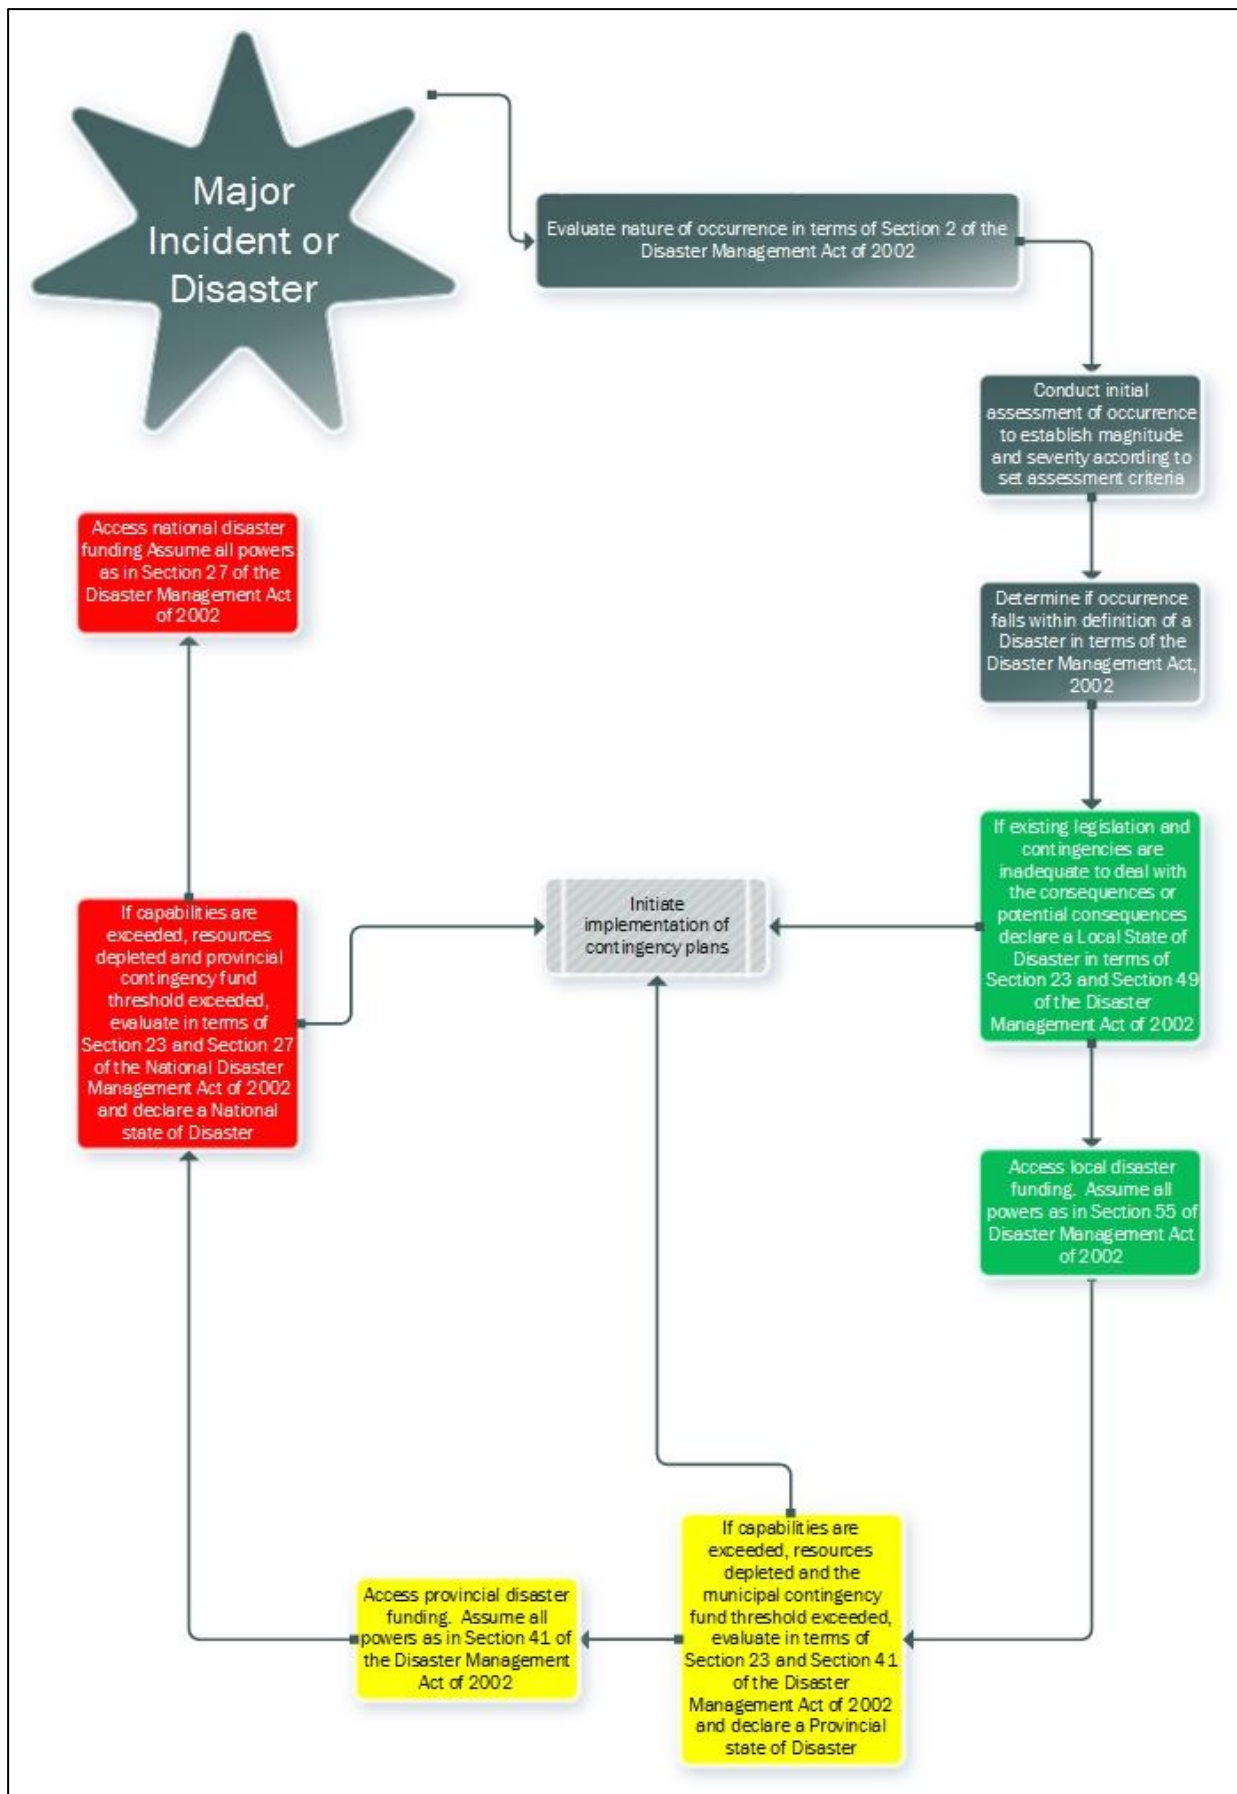 Major
Incident or
Disaster
Evaluate nature of occurrence in terms of Section 2 of the
Disaster Management Act of 2002
Conduct initial
assessment of occurrence
to establish magnitude
and severity according to
set assessment criteria
Determine if occurrence
falls within definition of a
Disaster in terms of the
Disaster Management Act,
2002
If existing legislation and
contingencies are
inadequate to deal with
the consequences or
potential consequences
declare a Local State of
Disaster in terms of
Section 23 and Section 49
of the Disaster
Management Act of 2002
Access local disaster
funding.  Assume all
powers as in Section 55 of
Disaster Management Act
of 2002
If capabilities are
exceeded, resources
depleted and the
municipal contingency
fund threshold exceeded,
evaluate in terms of
Section 23 and Section 41
of the Disaster
Management Act of 2002
and declare a Provincial
state of Disaster
Access provincial disaster
funding.  Assume all
powers as in Section 41 of
the Disaster Management
Act of 2002
If capabilities are
exceeded, resources
depleted and provincial
contingency fund
threshold exceeded,
evaluate in terms of
Section 23 and Section 27
of the National Disaster
Management Act of 2002
and declare a National
state of Disaster
Access national disaster
funding Assume all powers
as in Section 27 of the
Disaster Management Act
of 2002
Initiate
implementation of
contingency plans